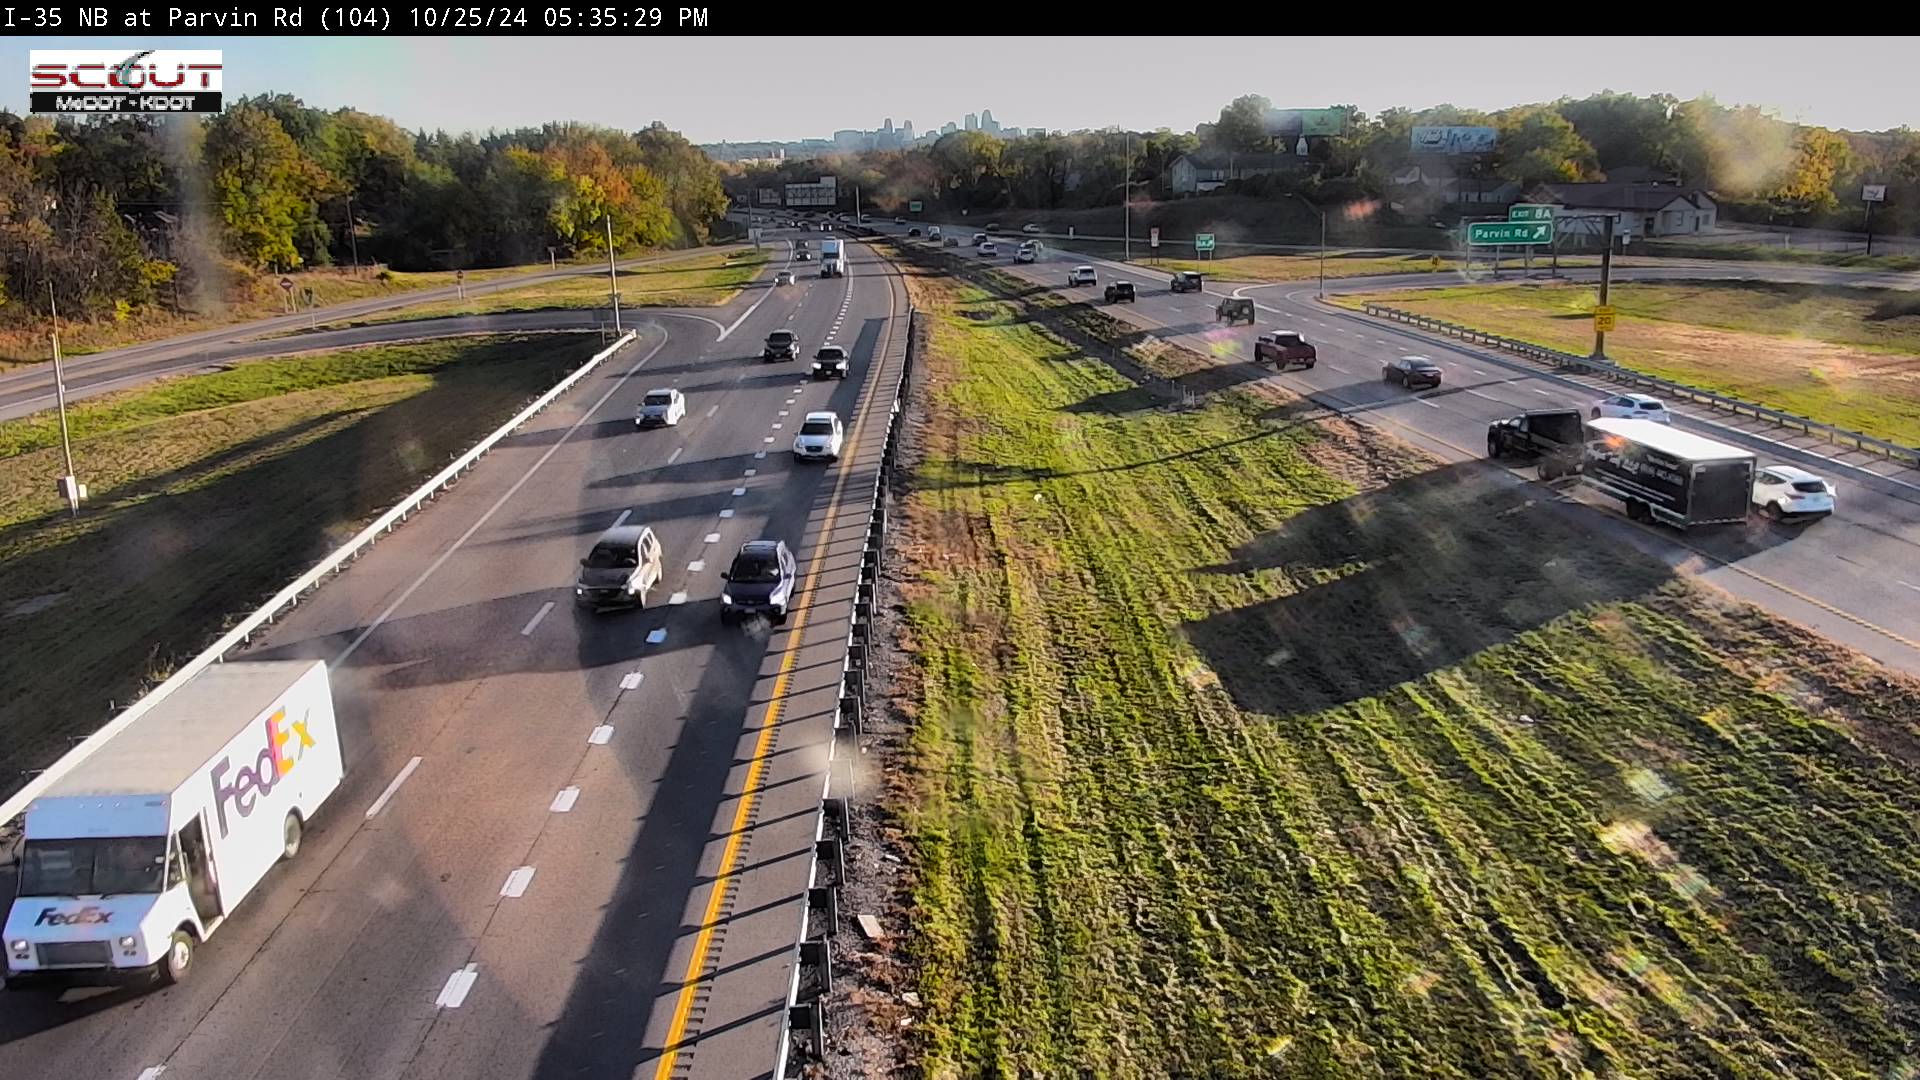 I-35 NB at Parvin Rd (104) 10/25/24 05:35:29 PM
SCOUT
MoDOT - KDOT
EXIT 8A
Parvin Rd
20
FedEx
FedEx